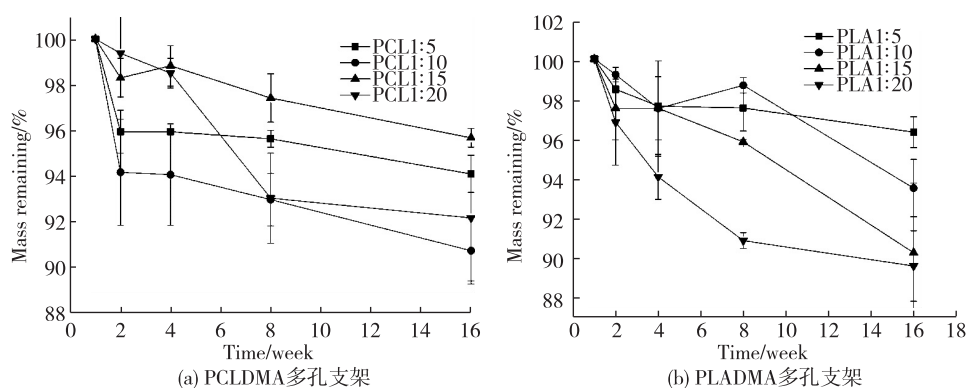 100
98
96
94
92
90
88
Mass remaining/%
PCL1:5
PCL1:10
PCL1:15
PCL1:20
0 2 4 6 8 10 12 14 16
Time/week
(a) PCLDMA多孔支架
102
100
98
96
94
92
90
88
Mass remaining/%
PLA1:5
PLA1:10
PLA1:15
PLA1:20
0 2 4 6 8 10 12 14 16 18
Time/week
(b) PLADMA多孔支架